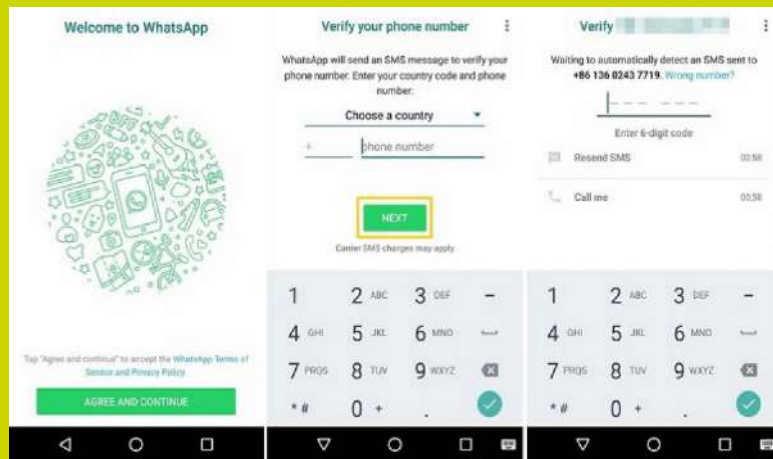 Welcome to WhatsApp
Tap "Agree and continue" to accept the WhatsApp Terms of
Service and Privacy Policy
AGREE AND CONTINUE
Verify your phone number
WhatsApp will send an SMS message to verify your
phone number. Enter your country code and phone
number.
Choose a country
+ phone number
NEXT
Carrier SMS charges may apply
1 2 ABC 3 DEF -
4 GHI 5 JKL 6 MNO
7 PRQS 8 TUV 9 WXYZ
* # 0 + .
Verify
Waiting to automatically detect an SMS sent to
+86 136 0243 7719. Wrong number?
Enter 6-digit code
Resend SMS 00:58
Call me 00:58
1 2 ABC 3 DEF -
4 GHI 5 JKL 6 MNO
7 PRQS 8 TUV 9 WXYZ
* # 0 + .